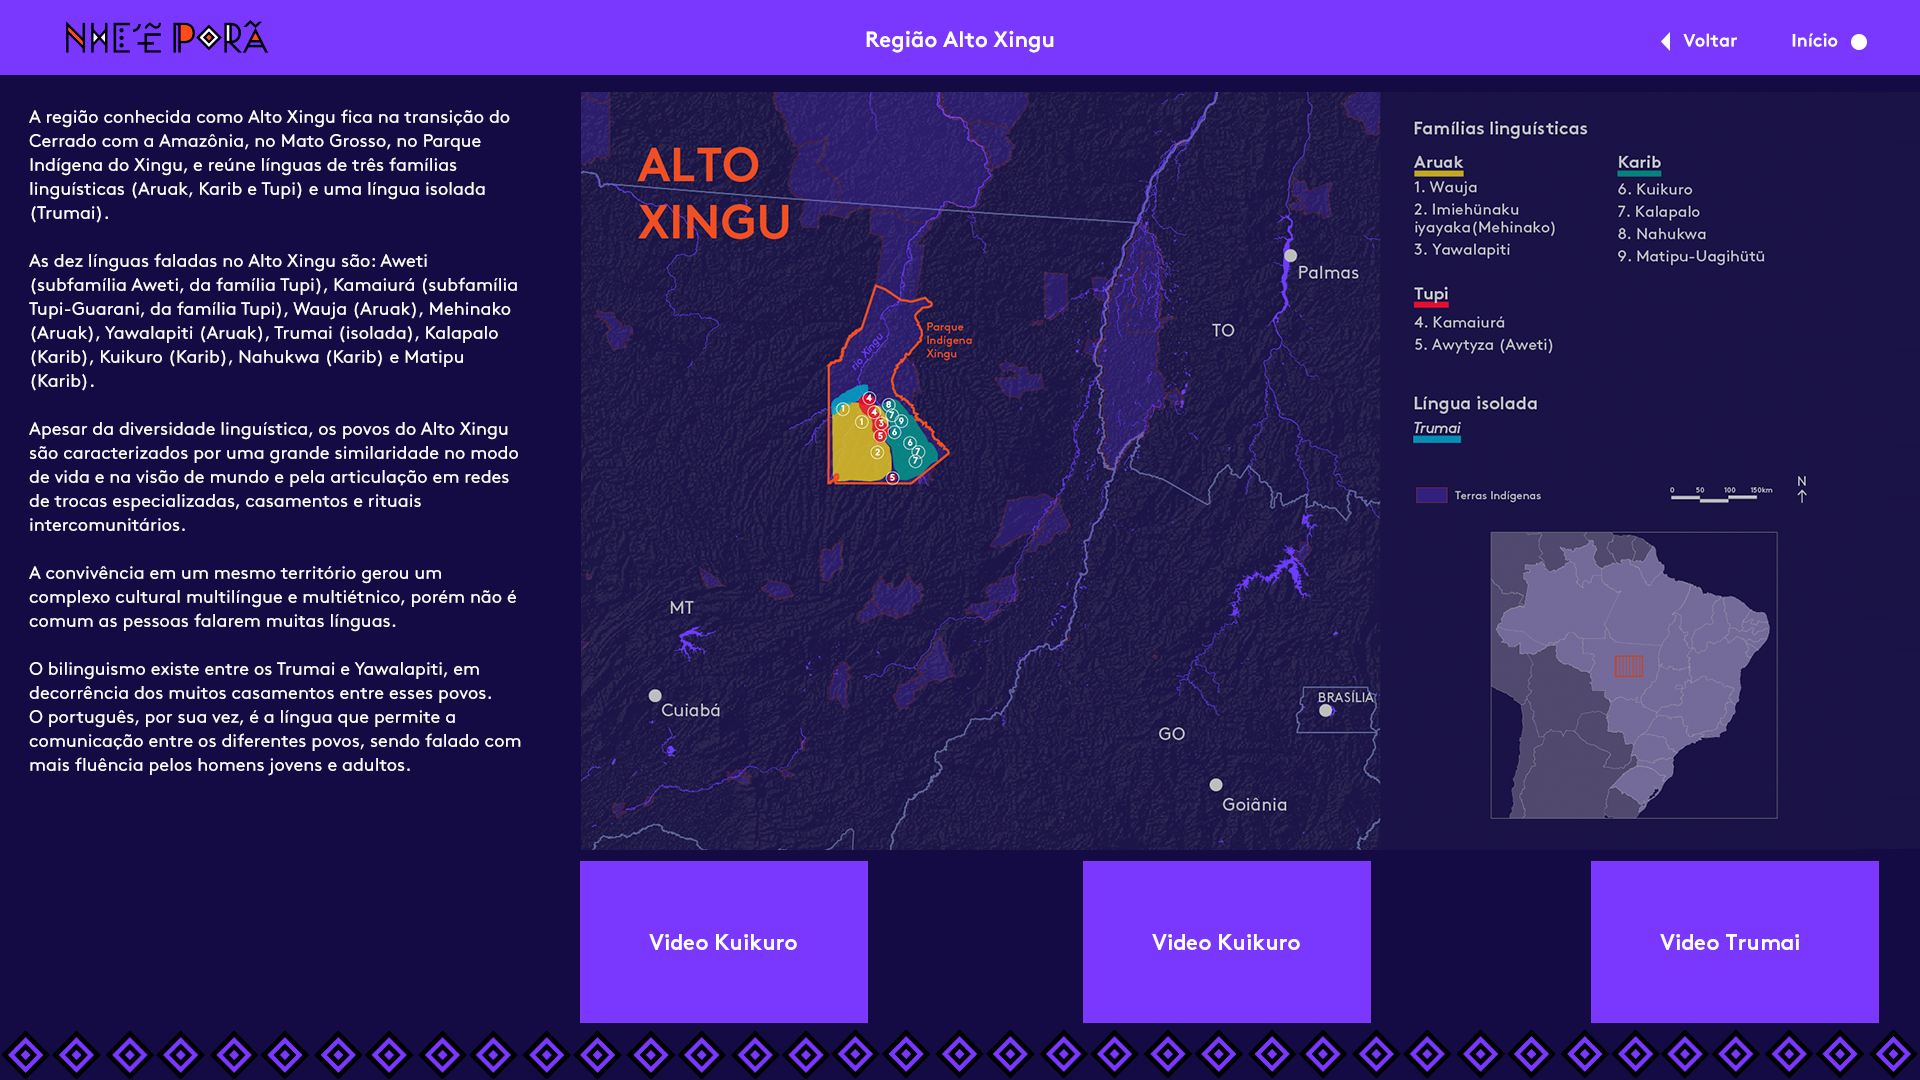 NHE'Ẽ PORÃ
Região Alto Xingu
Voltar
Início
A região conhecida como Alto Xingu fica na transição do
Cerrado com a Amazônia, no Mato Grosso, no Parque
Indígena do Xingu, e reúne línguas de três famílias
linguísticas (Aruak, Karib e Tupi) e uma língua isolada
(Trumai).
As dez línguas faladas no Alto Xingu são: Aweti
(subfamília Aweti, da família Tupi), Kamaiurá (subfamília
Tupi-Guarani, da família Tupi), Wauja (Aruak), Mehinako
(Aruak), Yawalapiti (Aruak), Trumai (isolada), Kalapalo
(Karib), Kuikuro (Karib), Nahukwa (Karib) e Matipu
(Karib).
Apesar da diversidade linguística, os povos do Alto Xingu
são caracterizados por uma grande similaridade no modo
de vida e na visão de mundo e pela articulação em redes
de trocas especializadas, casamentos e rituais
intercomunitários.
A convivência em um mesmo território gerou um
complexo cultural multilíngue e multiétnico, porém não é
comum as pessoas falarem muitas línguas.
O bilinguismo existe entre os Trumai e Yawalapiti, em
decorrência dos muitos casamentos entre esses povos.
O português, por sua vez, é a língua que permite a
comunicação entre os diferentes povos, sendo falado com
mais fluência pelos homens jovens e adultos.
ALTO
XINGU
Palmas
TO
Parque
Indígena
Xingu
rio Xingu
4
1
8
4
7
1
3
9
5
6
6
2
7
7
5
MT
Cuiabá
BRASÍLIA
GO
Goiânia
Famílias linguísticas
Aruak
1. Wauja
2. Imiehünaku
iyayaka(Mehinako)
3. Yawalapiti
Karib
6. Kuikuro
7. Kalapalo
8. Nahukwa
9. Matipu-Uagihütü
Tupi
4. Kamaiurá
5. Awytyza (Aweti)
Língua isolada
Trumai
Terras Indígenas
0 50 100 150km
N
Video Kuikuro
Video Kuikuro
Video Trumai